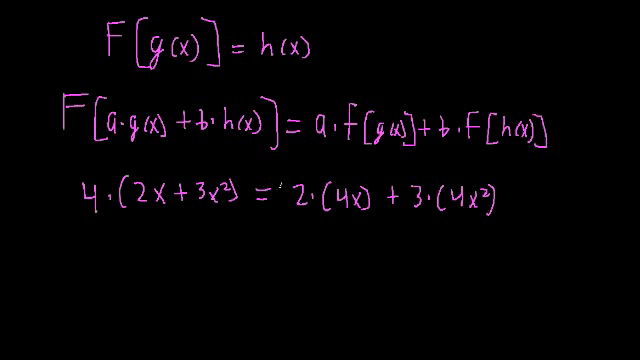 F[g(x)] = h(x)
F[a·g(x) + b·h(x)] = a·F[g(x)] + b·F[h(x)]
4·(2x + 3x²) = 2·(4x) + 3·(4x²)